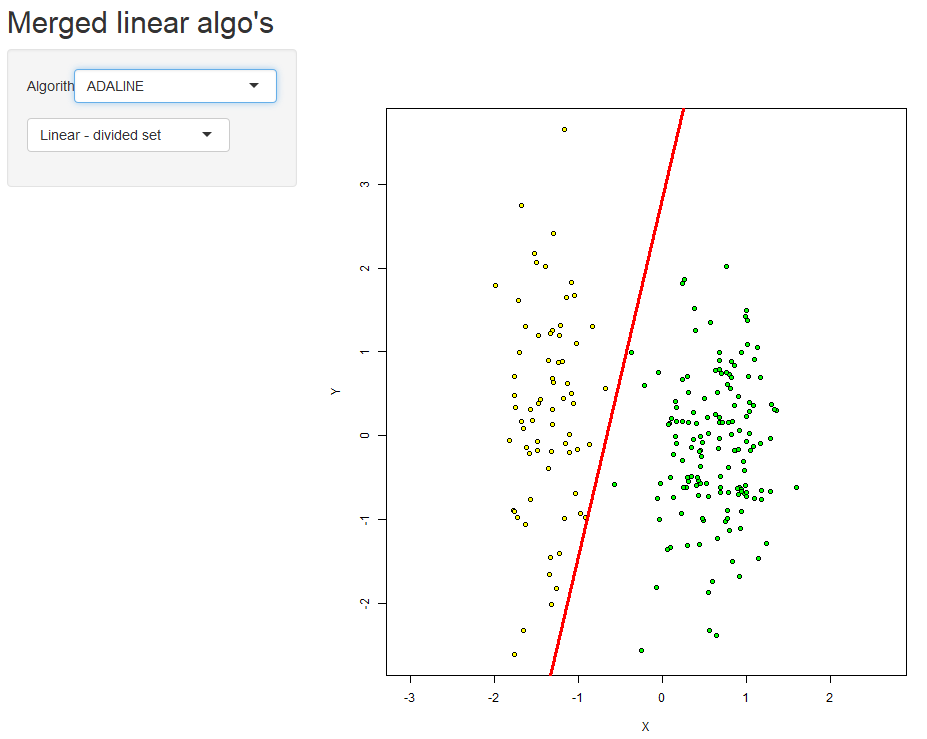 Merged linear algo's
Algorith ADALINE
Linear - divided set
3
2
1
0
-1
-2
Y
-3 -2 -1 0 1 2
X